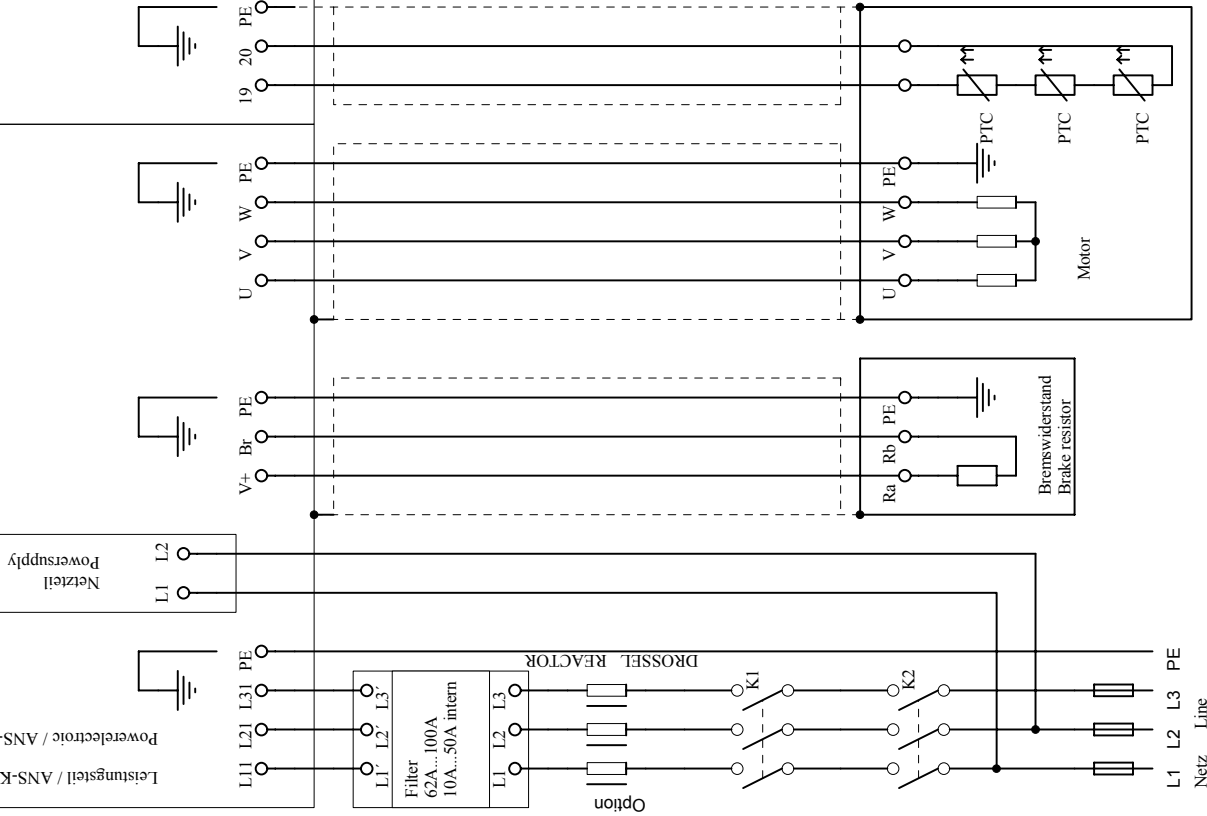 PE
20
19
PTC
PTC
PTC
PE
W
V
U
PE
W
V
U
Motor
PE
Br
V+
PE
Rb
Ra
Bremswiderstand
Brake resistor
Netzteil
Powersupply
L2
L1
Leistungsteil / ANS-K
Powerelectroic / ANS-
PE
L31
L21
L11
L3´
L2´
L1´
Filter
62A...100A
10A...50A intern
L3
L2
L1
DROSSEL REACTOR
Option
K1
K2
PE
L3
L2
L1
Netz Line